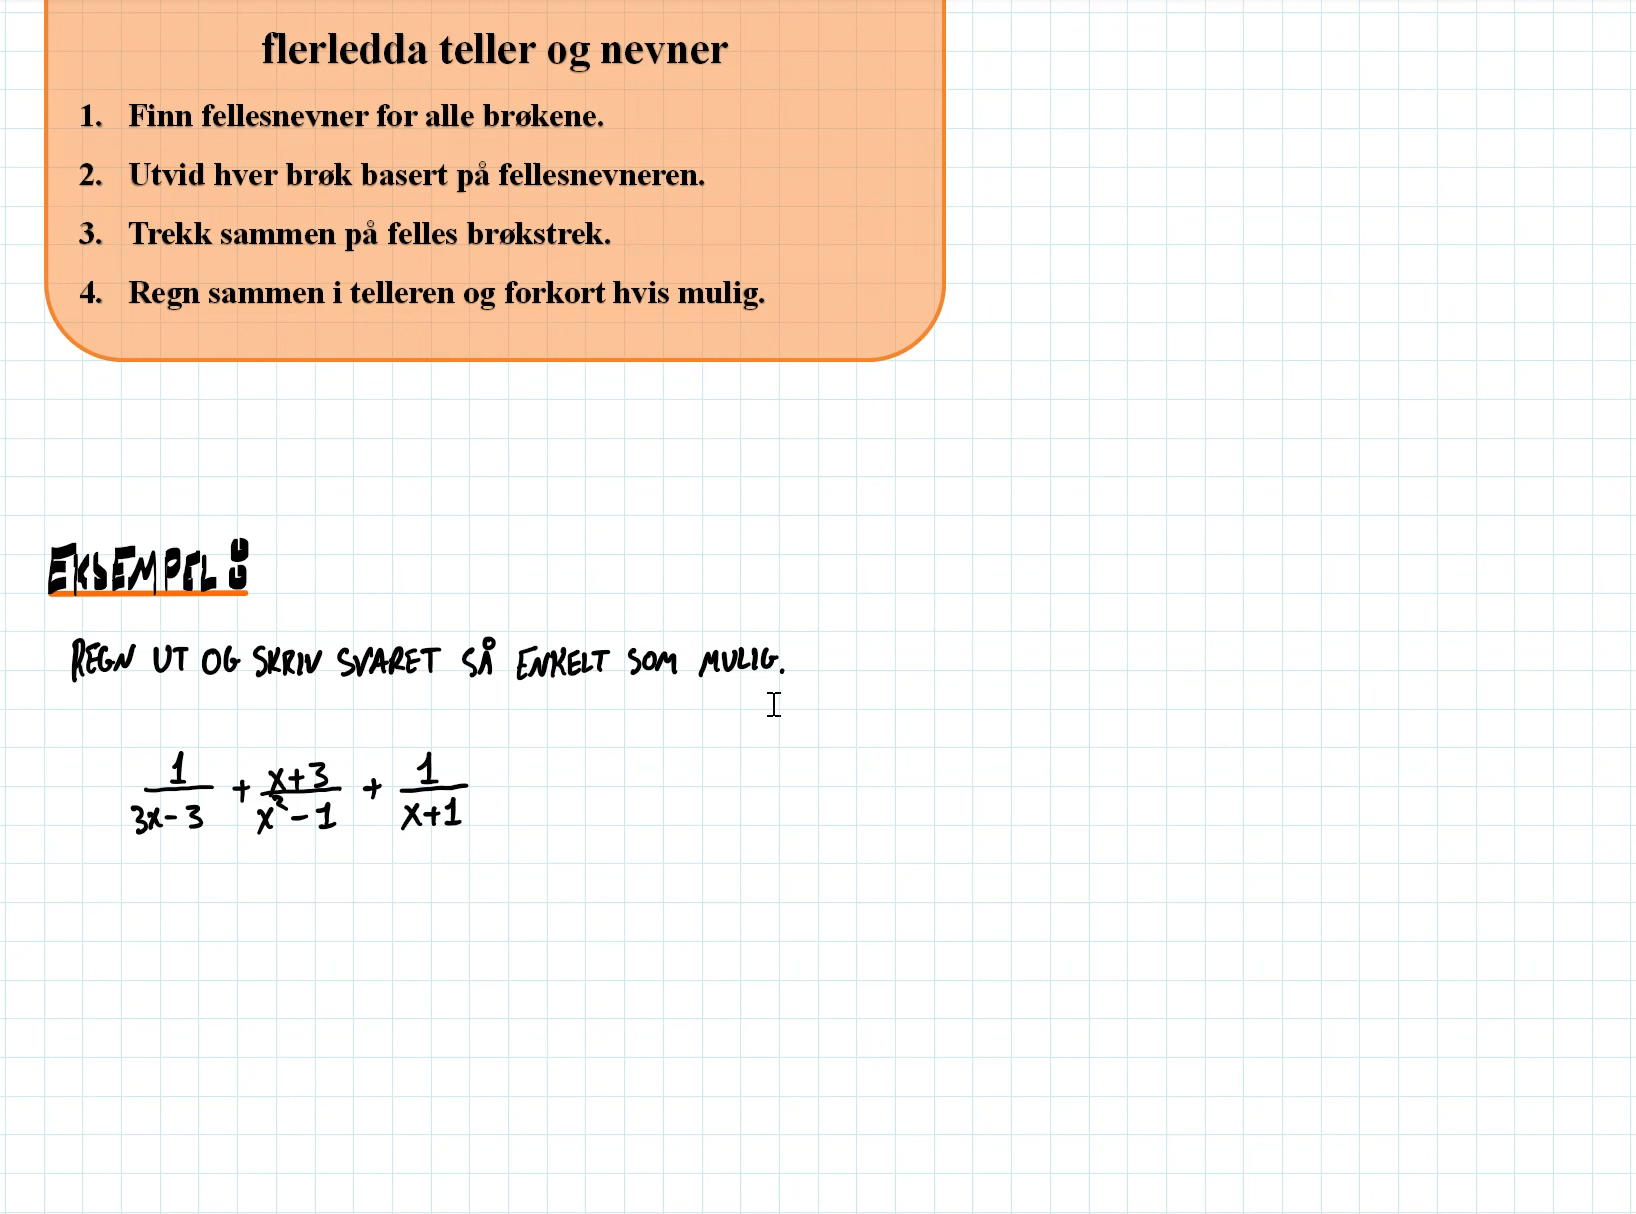 flerledda teller og nevner
1. Finn fellesnevner for alle brøkene.
2. Utvid hver brøk basert på fellesnevneren.
3. Trekk sammen på felles brøkstrek.
4. Regn sammen i telleren og forkort hvis mulig.
EKSEMPEL:
REGN UT OG SKRIV SVARET SÅ ENKELT SOM MULIG.
1/(3x-3) + (x+3)/(x²-1) + 1/(x+1)